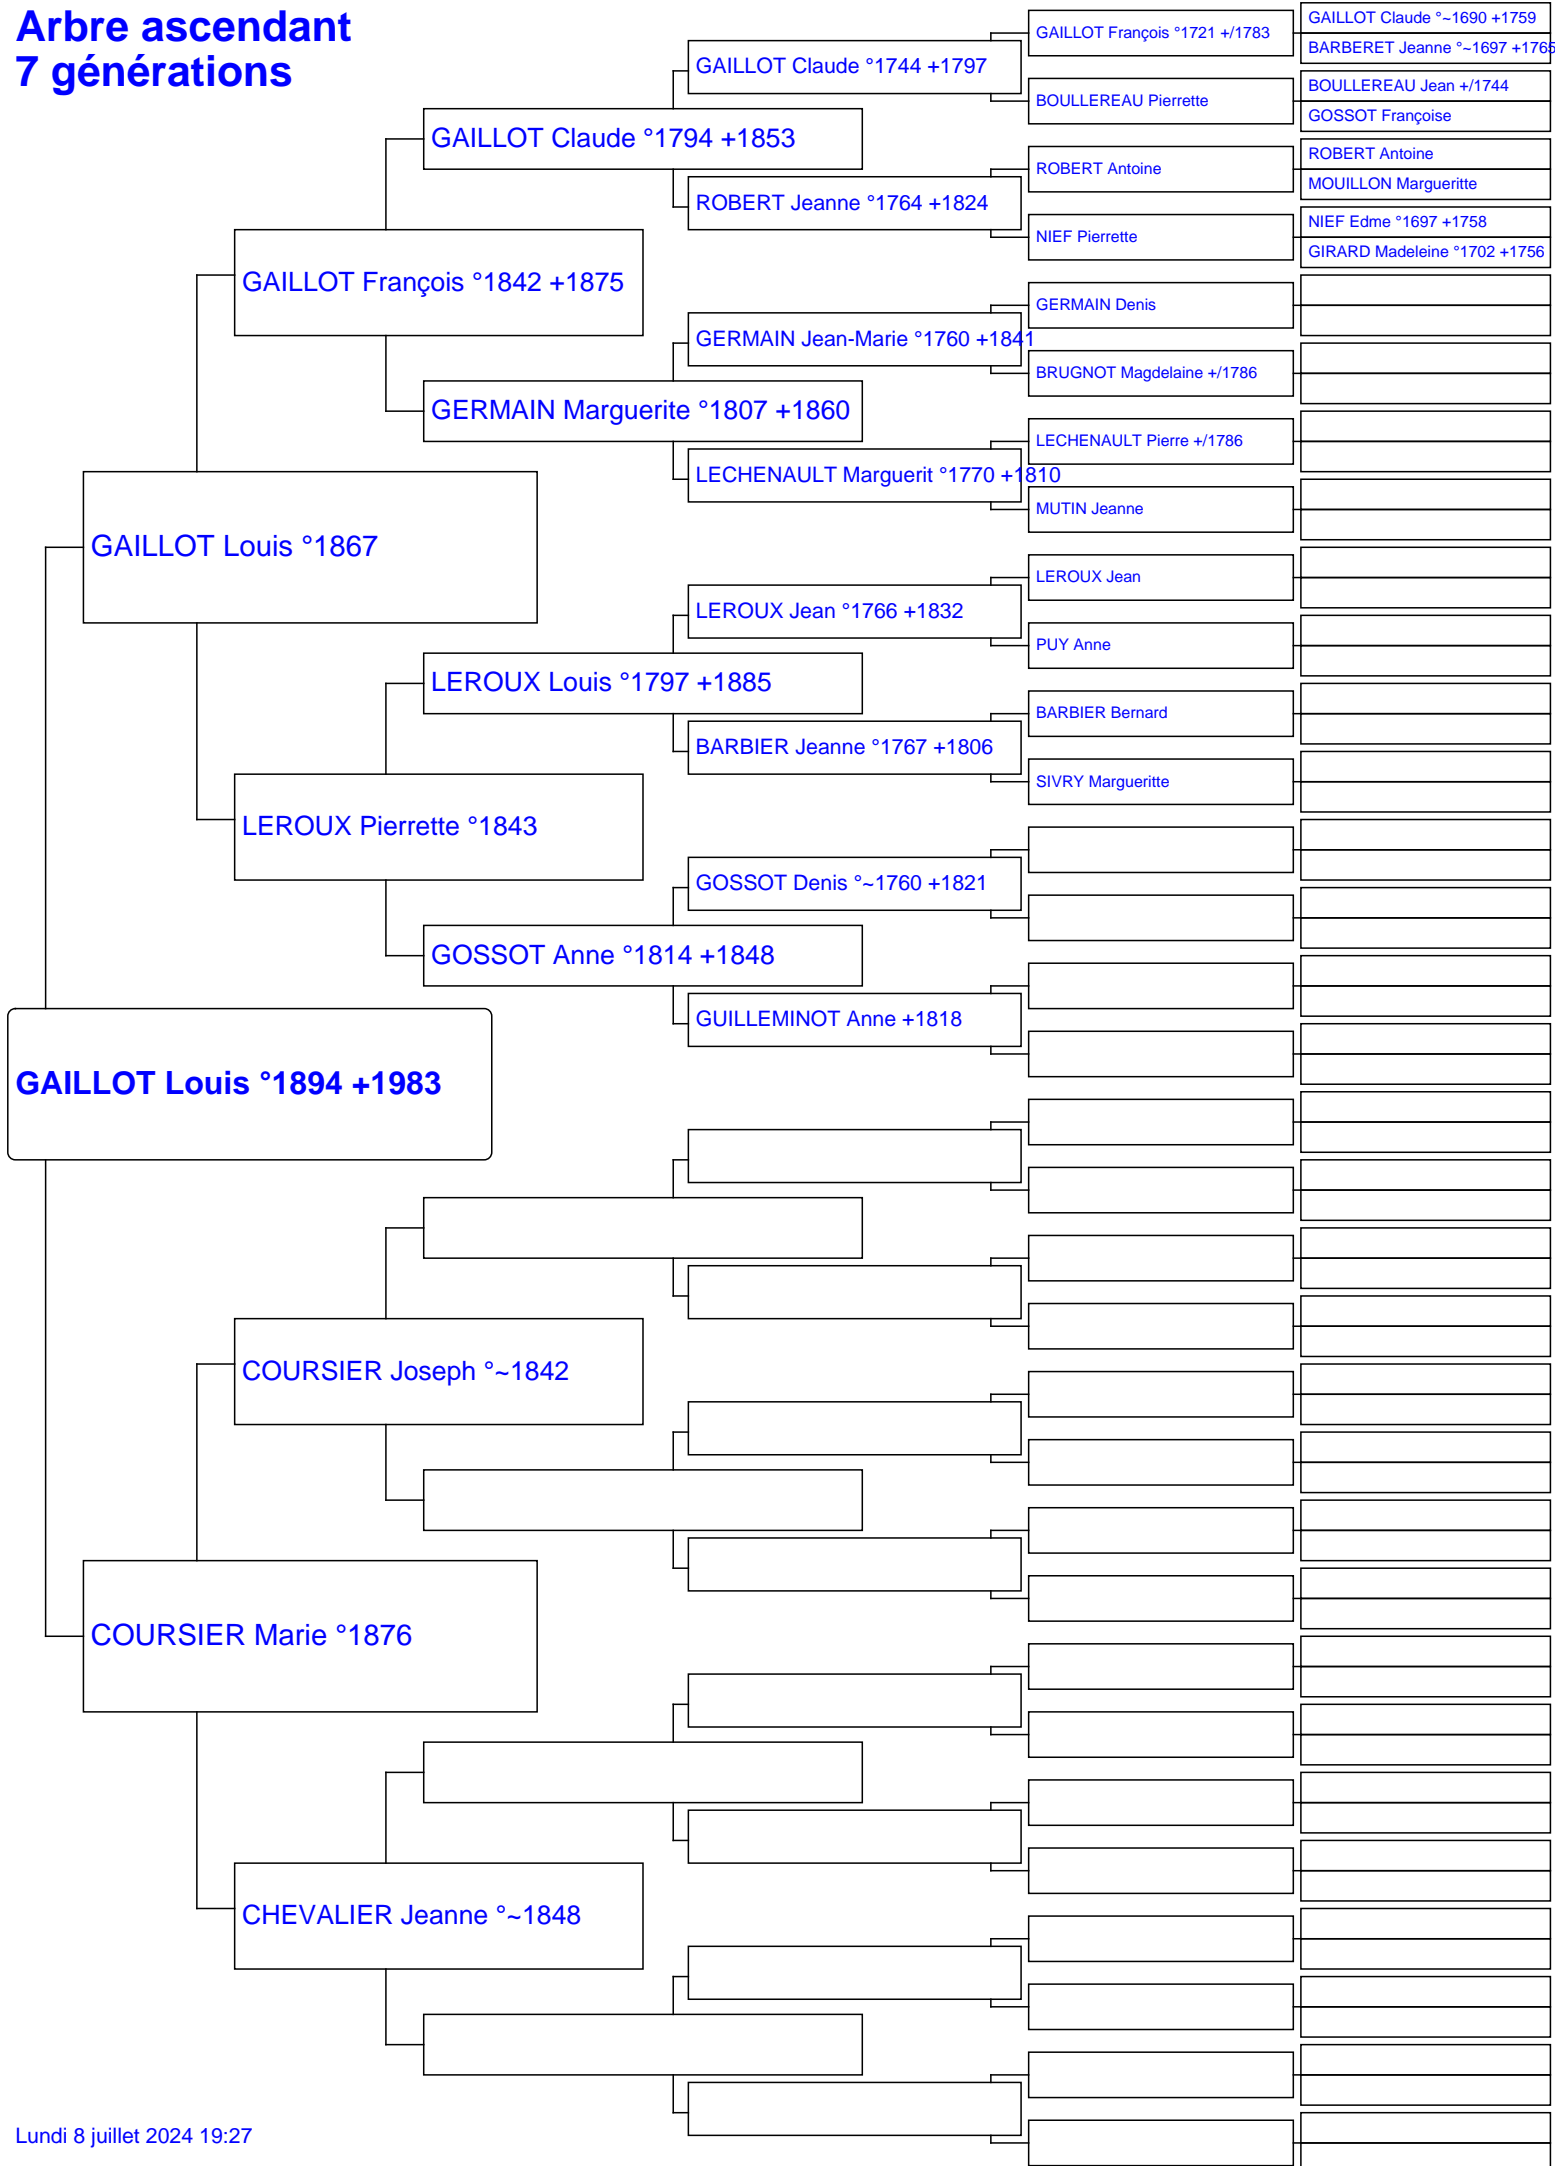 Arbre ascendant
7 générations
GAILLOT Louis °1894 +1983
GAILLOT Louis °1867
COURSIER Marie °1876
GAILLOT François °1842 +1875
LEROUX Pierrette °1843
COURSIER Joseph °~1842
CHEVALIER Jeanne °~1848
GAILLOT Claude °1794 +1853
GERMAIN Marguerite °1807 +1860
LEROUX Louis °1797 +1885
GOSSOT Anne °1814 +1848
GAILLOT Claude °1744 +1797
ROBERT Jeanne °1764 +1824
GERMAIN Jean-Marie °1760 +1841
LECHENAULT Marguerit °1770 +1810
LEROUX Jean °1766 +1832
BARBIER Jeanne °1767 +1806
GOSSOT Denis °~1760 +1821
GUILLEMINOT Anne +1818
GAILLOT François °1721 +/1783
BOULLEREAU Pierrette
ROBERT Antoine
NIEF Pierrette
GERMAIN Denis
BRUGNOT Magdelaine +/1786
LECHENAULT Pierre +/1786
MUTIN Jeanne
LEROUX Jean
PUY Anne
BARBIER Bernard
SIVRY Margueritte
GAILLOT Claude °~1690 +1759
BARBERET Jeanne °~1697 +1765
BOULLEREAU Jean +/1744
GOSSOT Françoise
ROBERT Antoine
MOUILLON Margueritte
NIEF Edme °1697 +1758
GIRARD Madeleine °1702 +1756
Lundi 8 juillet 2024 19:27